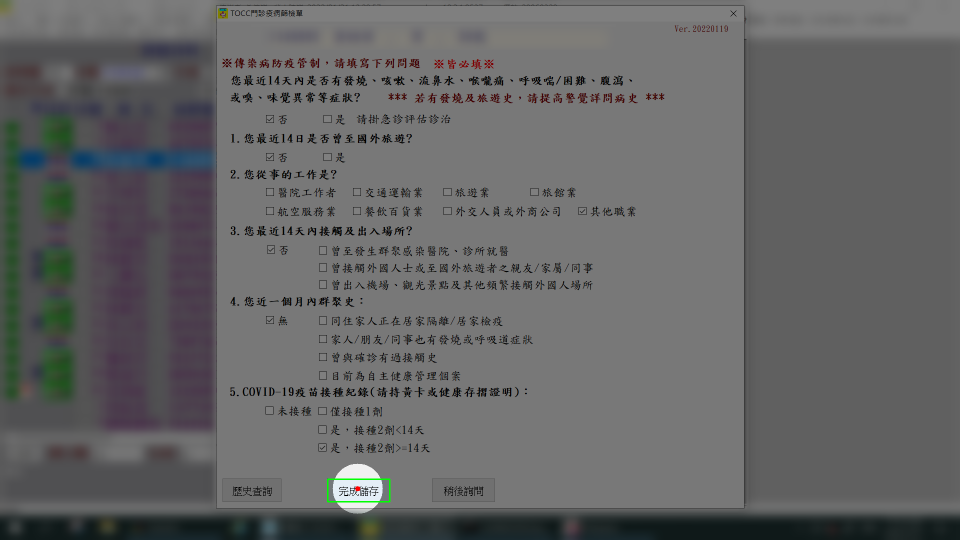 TOCC門診疫病篩檢單
Ver.20220119
※傳染病防疫管制，請填寫下列問題 ※皆必填※
您最近14天內是否有發燒、咳嗽、流鼻水、喉嚨痛、呼吸喘/困難、腹瀉、
或嗅、味覺異常等症狀? *** 若有發燒及旅遊史，請提高警覺詳問病史 ***
否 是 請掛急診評估診治
1.您最近14日是否曾至國外旅遊?
否 是
2.您從事的工作是?
醫院工作者 交通運輸業 旅遊業 旅館業
航空服務業 餐飲百貨業 外交人員或外商公司 其他職業
3.您最近14天內接觸及出入場所?
否 曾至發生群聚感染醫院、診所就醫
曾接觸外國人士或至國外旅遊者之親友/家屬/同事
曾出入機場、觀光景點及其他頻繁接觸外國人場所
4.您近一個月內群聚史：
無 同住家人正在居家隔離/居家檢疫
家人/朋友/同事也有發燒或呼吸道症狀
曾與確診有過接觸史
目前為自主健康管理個案
5.COVID-19疫苗接種紀錄(請持黃卡或健康存摺證明)：
未接種 僅接種1劑
是，接種2劑<14天
是，接種2劑>=14天
歷史查詢 完成儲存 稍後詢問